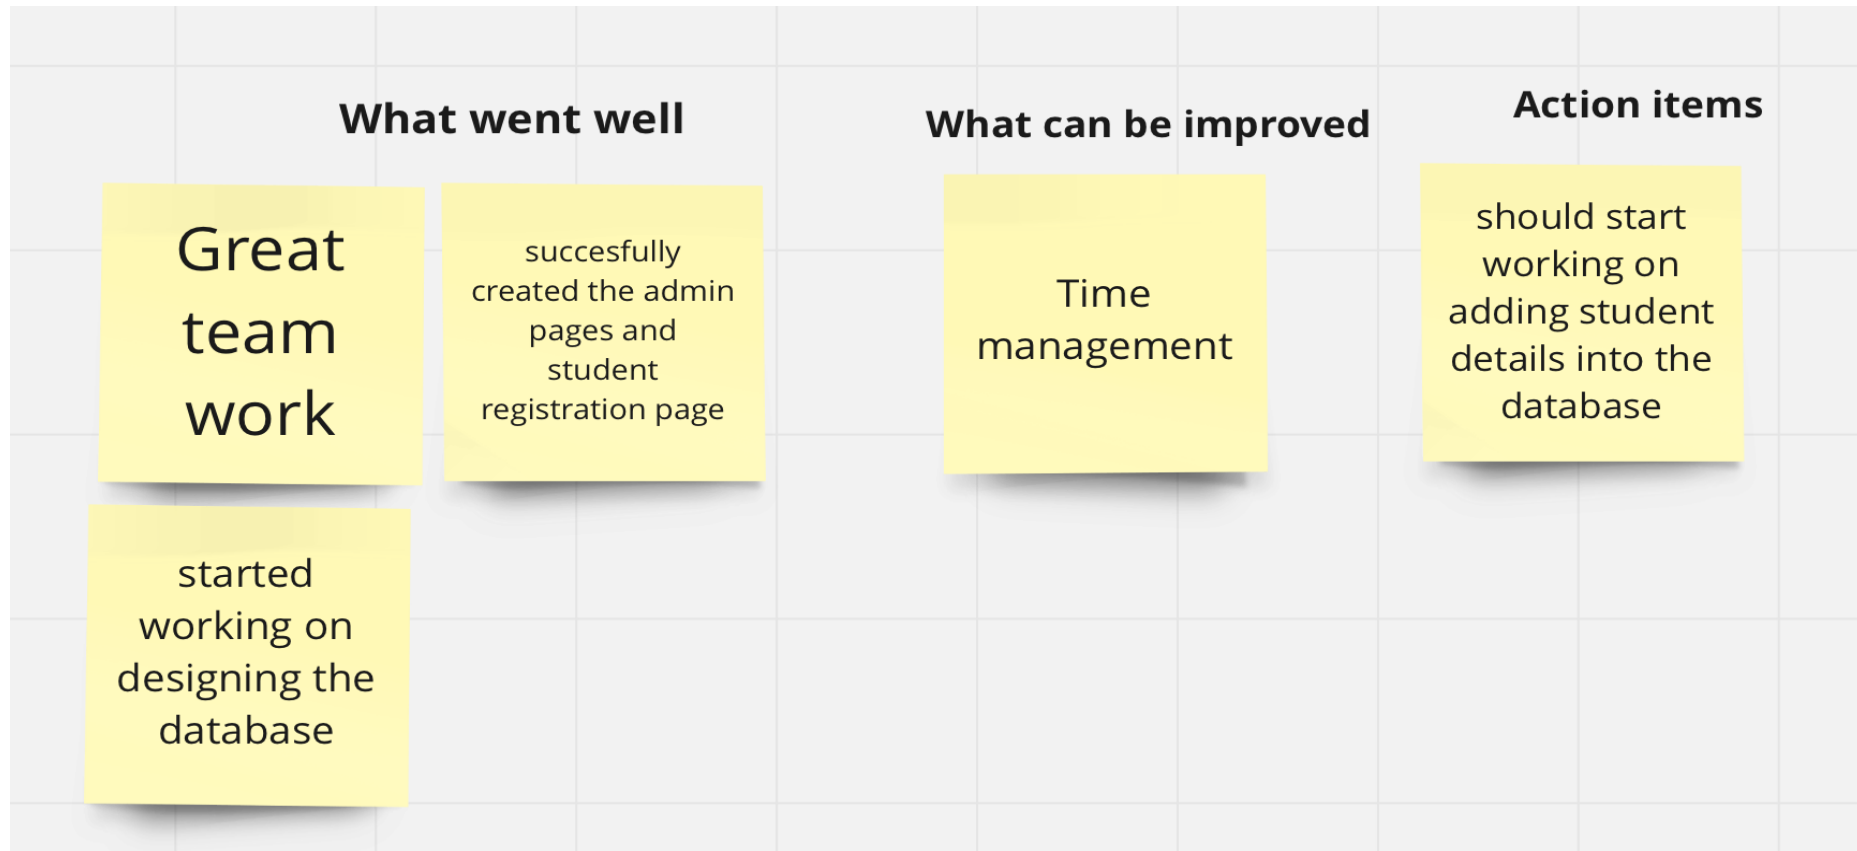 What went well
Great
team
work
succesfully
created the admin
pages and
student
registration page
started
working on
designing the
database
What can be improved
Time
management
Action items
should start
working on
adding student
details into the
database